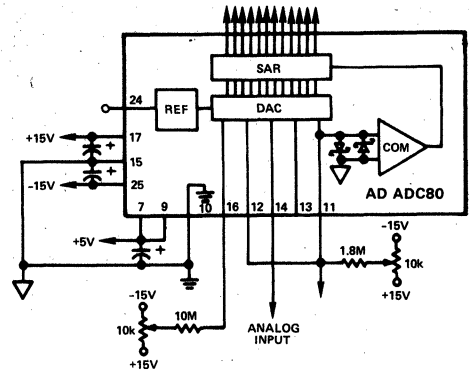 SAR
24
REF
DAC
+15V
17
+
COM
15
+
-15V
25
AD ADC80
7
9
10
16
12
14
13
11
+5V
+
-15V
1.8M
10k
-15V
+15V
10k
10M
ANALOG
INPUT
+15V